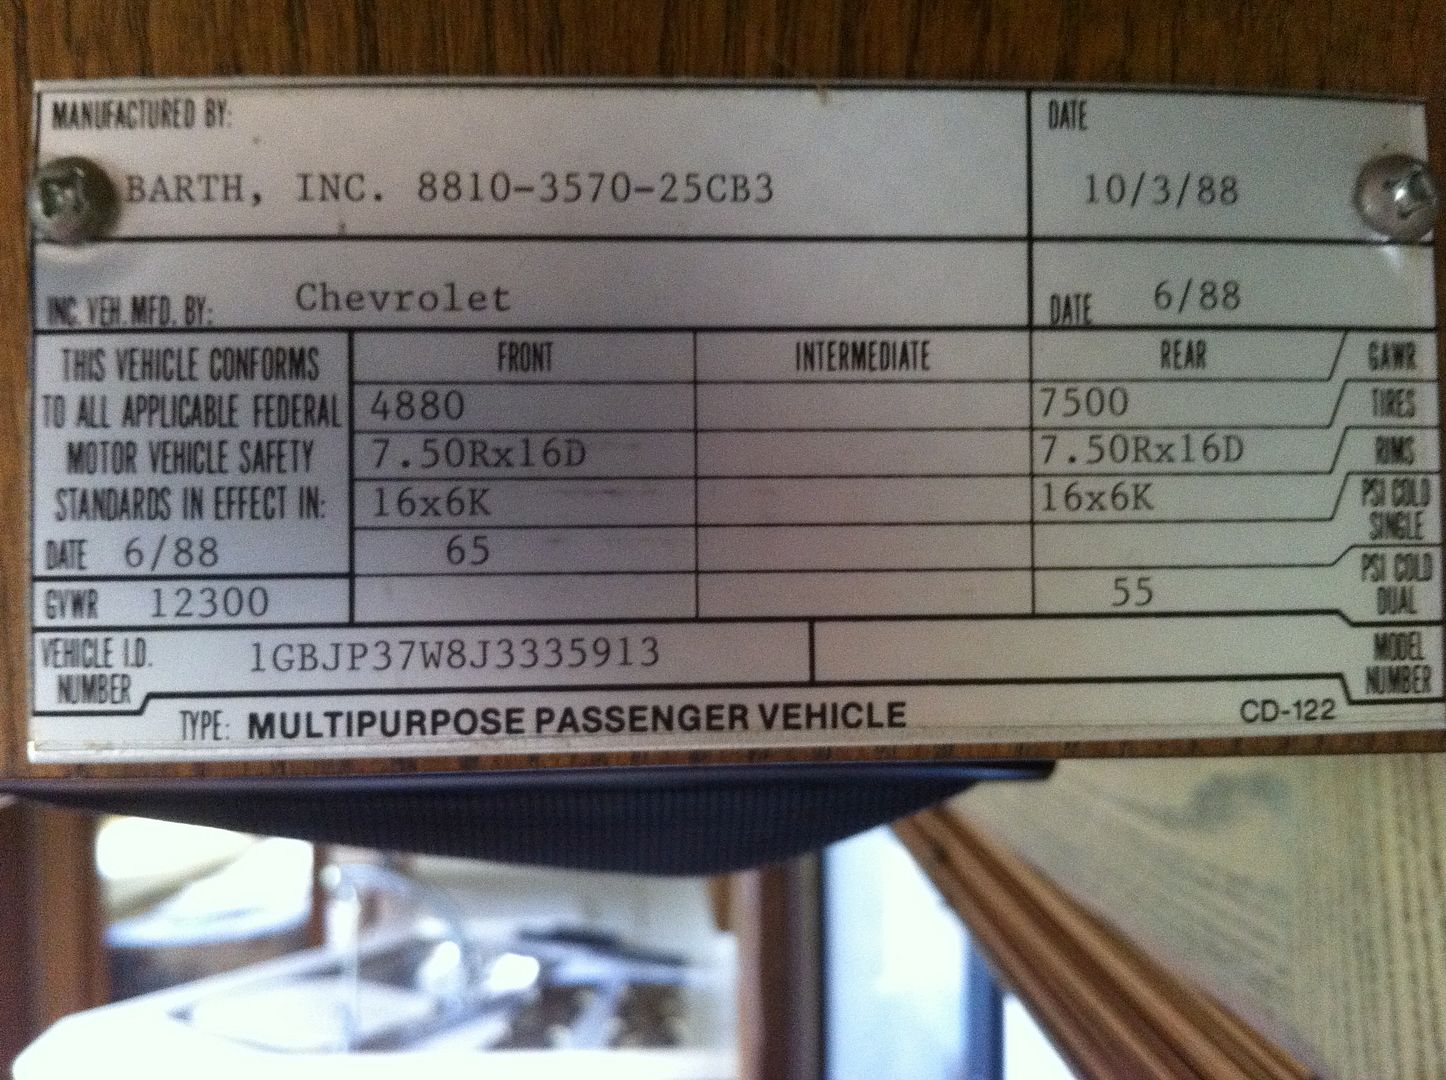 MANUFACTURED BY: DATE
BARTH, INC. 8810-3570-25CB3 10/3/88
INC. VEH. MFD. BY: Chevrolet DATE 6/88
THIS VEHICLE CONFORMS FRONT INTERMEDIATE REAR GAWR
TO ALL APPLICABLE FEDERAL 4880 7500 TIRES
MOTOR VEHICLE SAFETY 7.50Rx16D 7.50Rx16D RIMS
STANDARDS IN EFFECT IN: 16x6K 16x6K PSI COLD
SINGLE
DATE 6/88 65 PSI COLD
GVWR 12300 55 DUAL
VEHICLE I.D. 1GBJP37W8J3335913 MODEL
NUMBER NUMBER
TYPE: MULTIPURPOSE PASSENGER VEHICLE CD-122